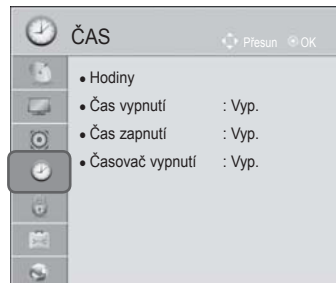 ČAS
Přesun OK
• Hodiny
• Čas vypnutí : Vyp.
• Čas zapnutí : Vyp.
• Časovač vypnutí : Vyp.